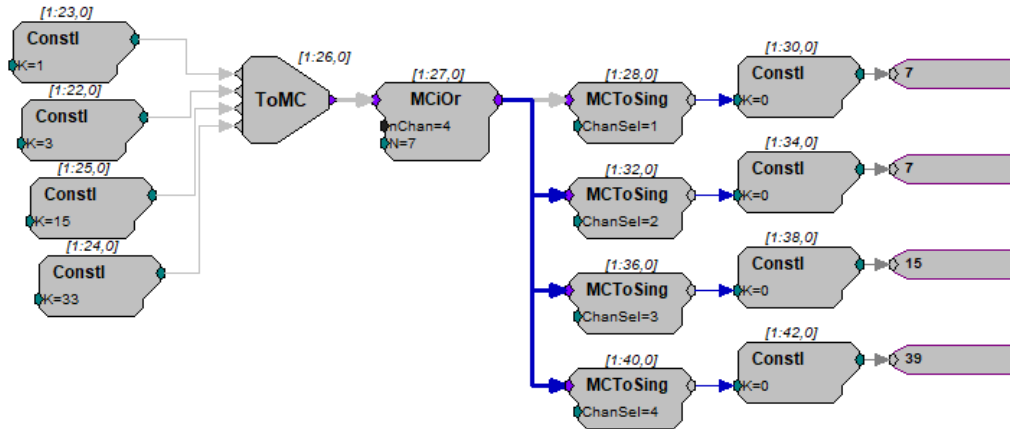 [1:23,0]
ConstI
K=1
[1:22,0]
ConstI
K=3
[1:25,0]
ConstI
K=15
[1:24,0]
ConstI
K=33
[1:26,0]
ToMC
[1:27,0]
MCiOr
nChan=4
N=7
[1:28,0]
MCToSing
ChanSel=1
[1:30,0]
ConstI
K=0
7
[1:32,0]
MCToSing
ChanSel=2
[1:34,0]
ConstI
K=0
7
[1:36,0]
MCToSing
ChanSel=3
[1:38,0]
ConstI
K=0
15
[1:40,0]
MCToSing
ChanSel=4
[1:42,0]
ConstI
K=0
39